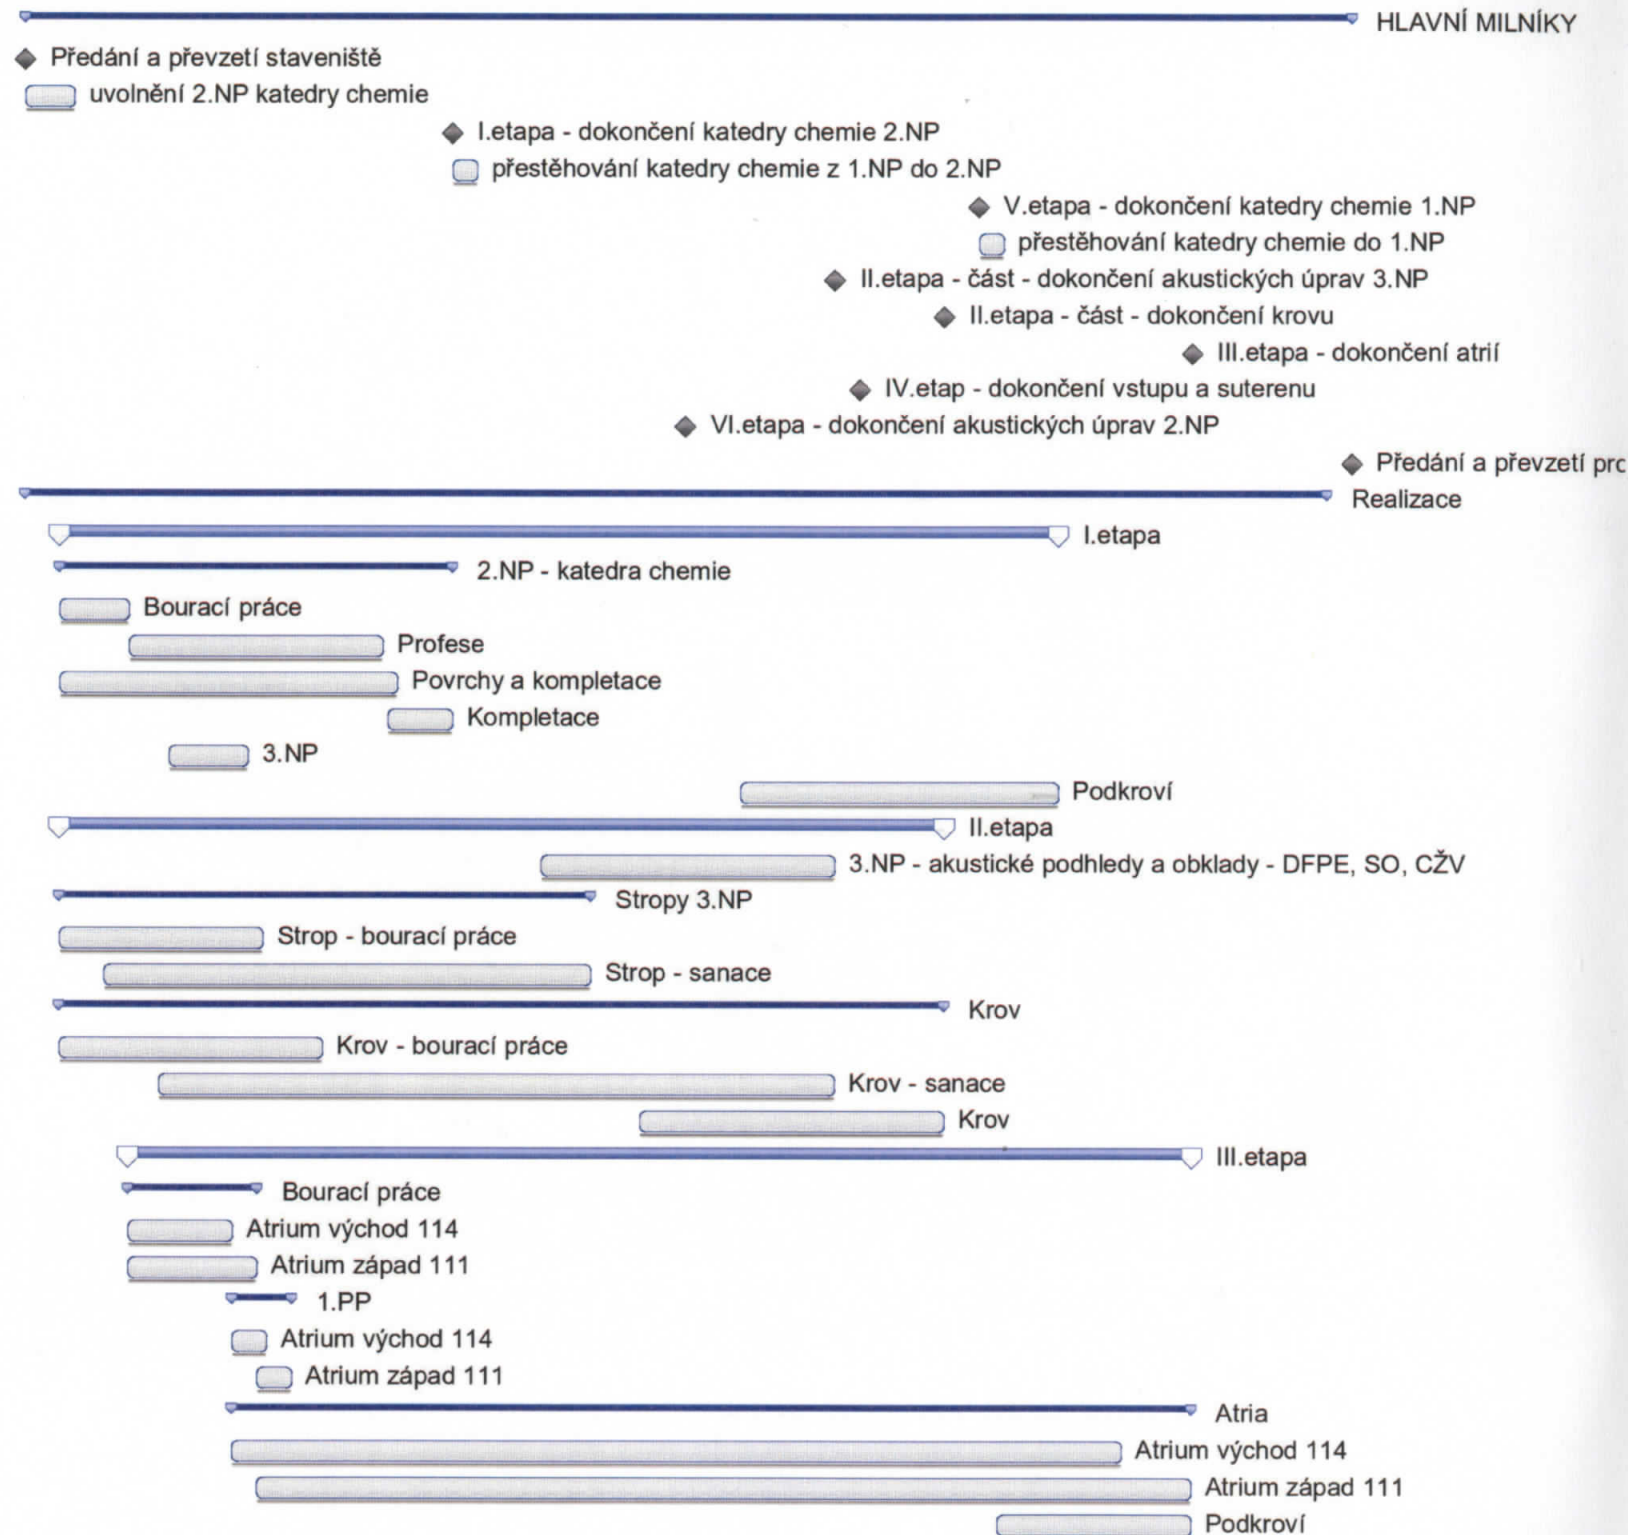 HLAVNÍ MILNÍKY
Předání a převzetí staveniště
uvolnění 2.NP katedry chemie
I.etapa - dokončení katedry chemie 2.NP
přestěhování katedry chemie z 1.NP do 2.NP
V.etapa - dokončení katedry chemie 1.NP
přestěhování katedry chemie do 1.NP
II.etapa - část - dokončení akustických úprav 3.NP
II.etapa - část - dokončení krovu
III.etapa - dokončení atrií
IV.etap - dokončení vstupu a suterenu
VI.etapa - dokončení akustických úprav 2.NP
Předání a převzetí
Realizace
I.etapa
2.NP - katedra chemie
Bourací práce
Profese
Povrchy a kompletace
Kompletace
3.NP
Podkroví
II.etapa
3.NP - akustické podhledy a obklady - DFPE, SO, CŽV
Stropy 3.NP
Strop - bourací práce
Strop - sanace
Krov
Krov - bourací práce
Krov - sanace
Krov
III.etapa
Bourací práce
Atrium východ 114
Atrium západ 111
1.PP
Atrium východ 114
Atrium západ 111
Atria
Atrium východ 114
Atrium západ 111
Podkroví